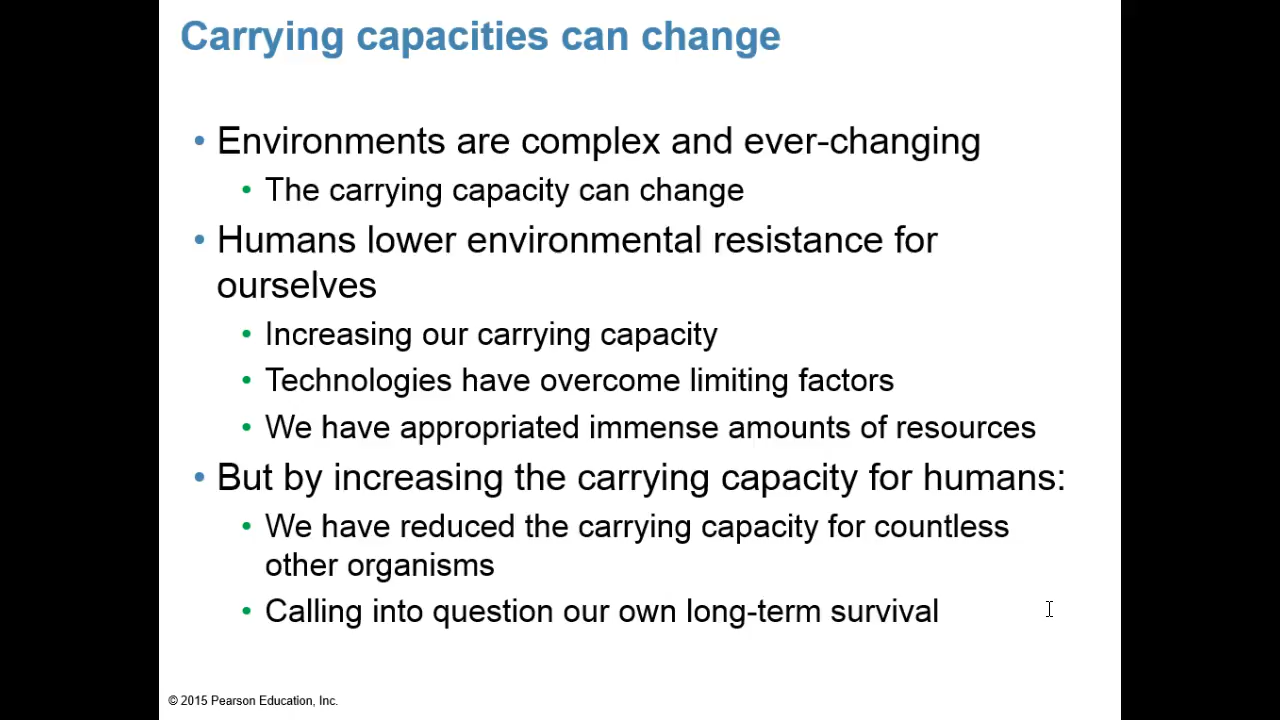 Carrying capacities can change
• Environments are complex and ever-changing
• The carrying capacity can change
• Humans lower environmental resistance for
ourselves
• Increasing our carrying capacity
• Technologies have overcome limiting factors
• We have appropriated immense amounts of resources
• But by increasing the carrying capacity for humans:
• We have reduced the carrying capacity for countless
other organisms
• Calling into question our own long-term survival
© 2015 Pearson Education, Inc.